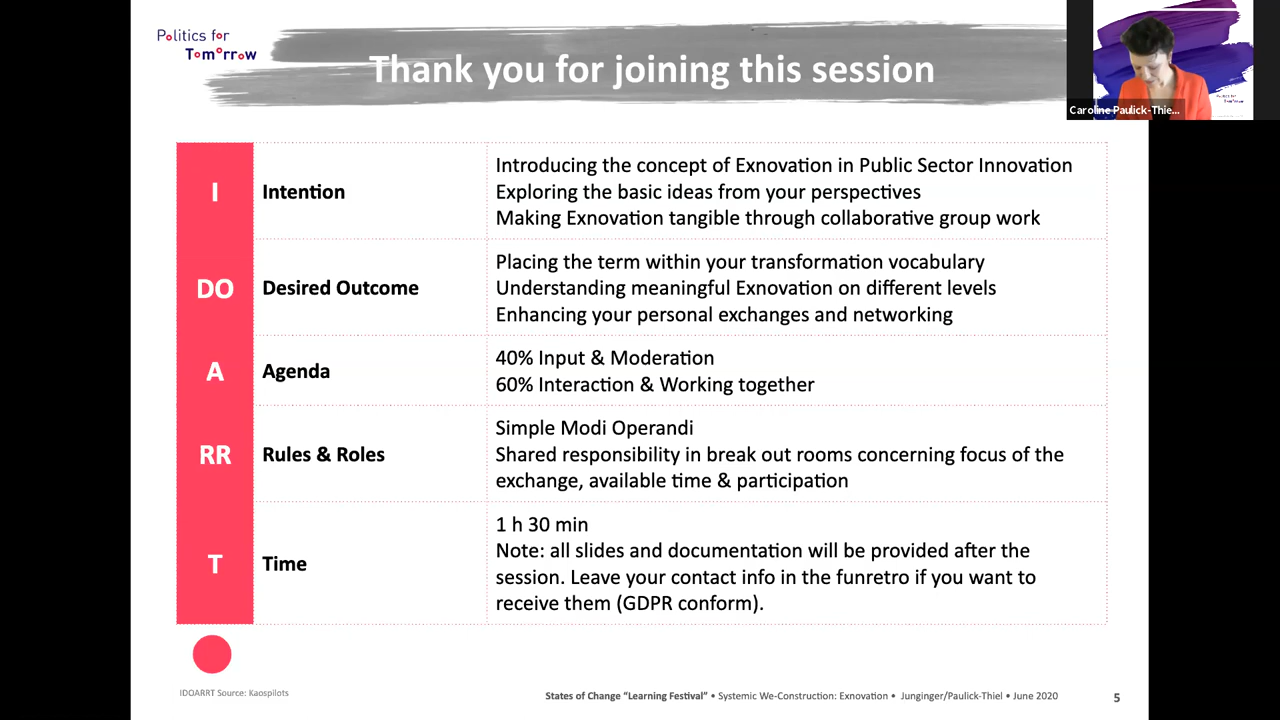 Politics for
Tomorrow
Thank you for joining this session
Caroline Paulick-Thie...
I
Intention
Introducing the concept of Exnovation in Public Sector Innovation
Exploring the basic ideas from your perspectives
Making Exnovation tangible through collaborative group work
DO
Desired Outcome
Placing the term within your transformation vocabulary
Understanding meaningful Exnovation on different levels
Enhancing your personal exchanges and networking
A
Agenda
40% Input & Moderation
60% Interaction & Working together
RR
Rules & Roles
Simple Modi Operandi
Shared responsibility in break out rooms concerning focus of the
exchange, available time & participation
T
Time
1 h 30 min
Note: all slides and documentation will be provided after the
session. Leave your contact info in the funretro if you want to
receive them (GDPR conform).
IDOARRT Source: Kaospilots
States of Change “Learning Festival” • Systemic We-Construction: Exnovation • Junginger/Paulick-Thiel • June 2020
5